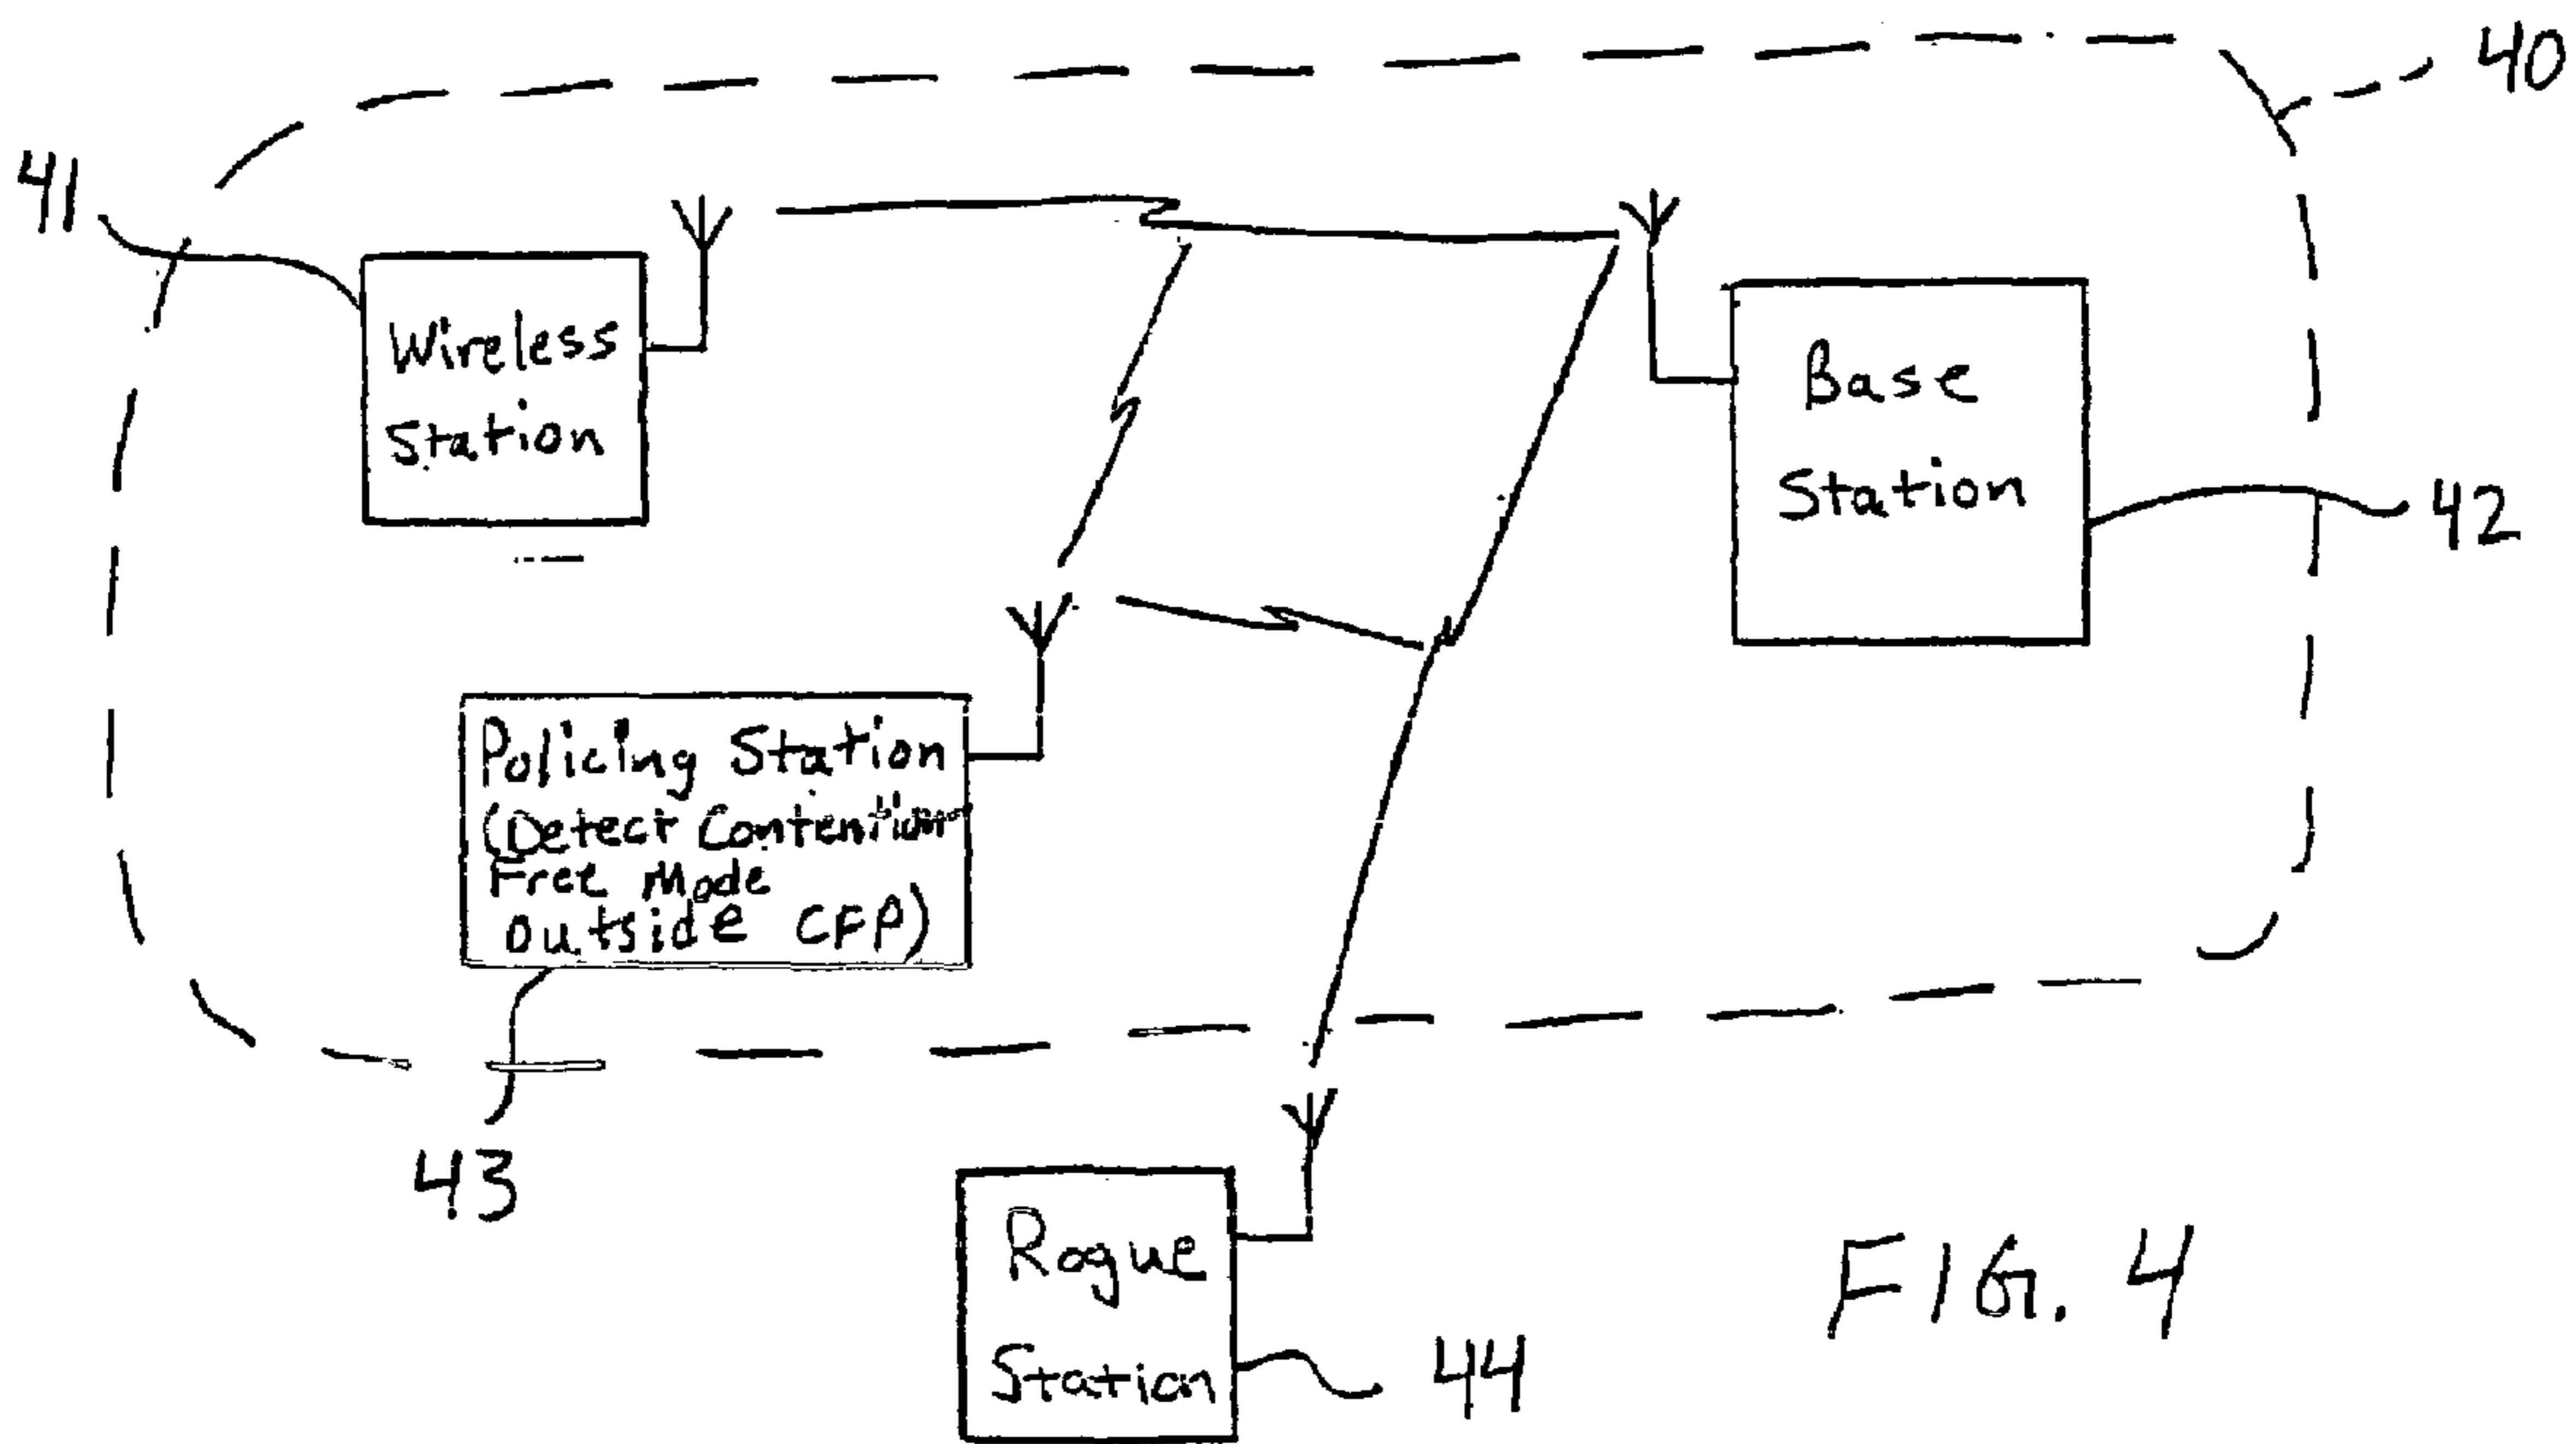 40
41
Wireless
Station
Base
Station
42
Policing Station
(Detect Contention
Free Mode
outside CFP)
43
Rogue
Station
44
FIG. 4